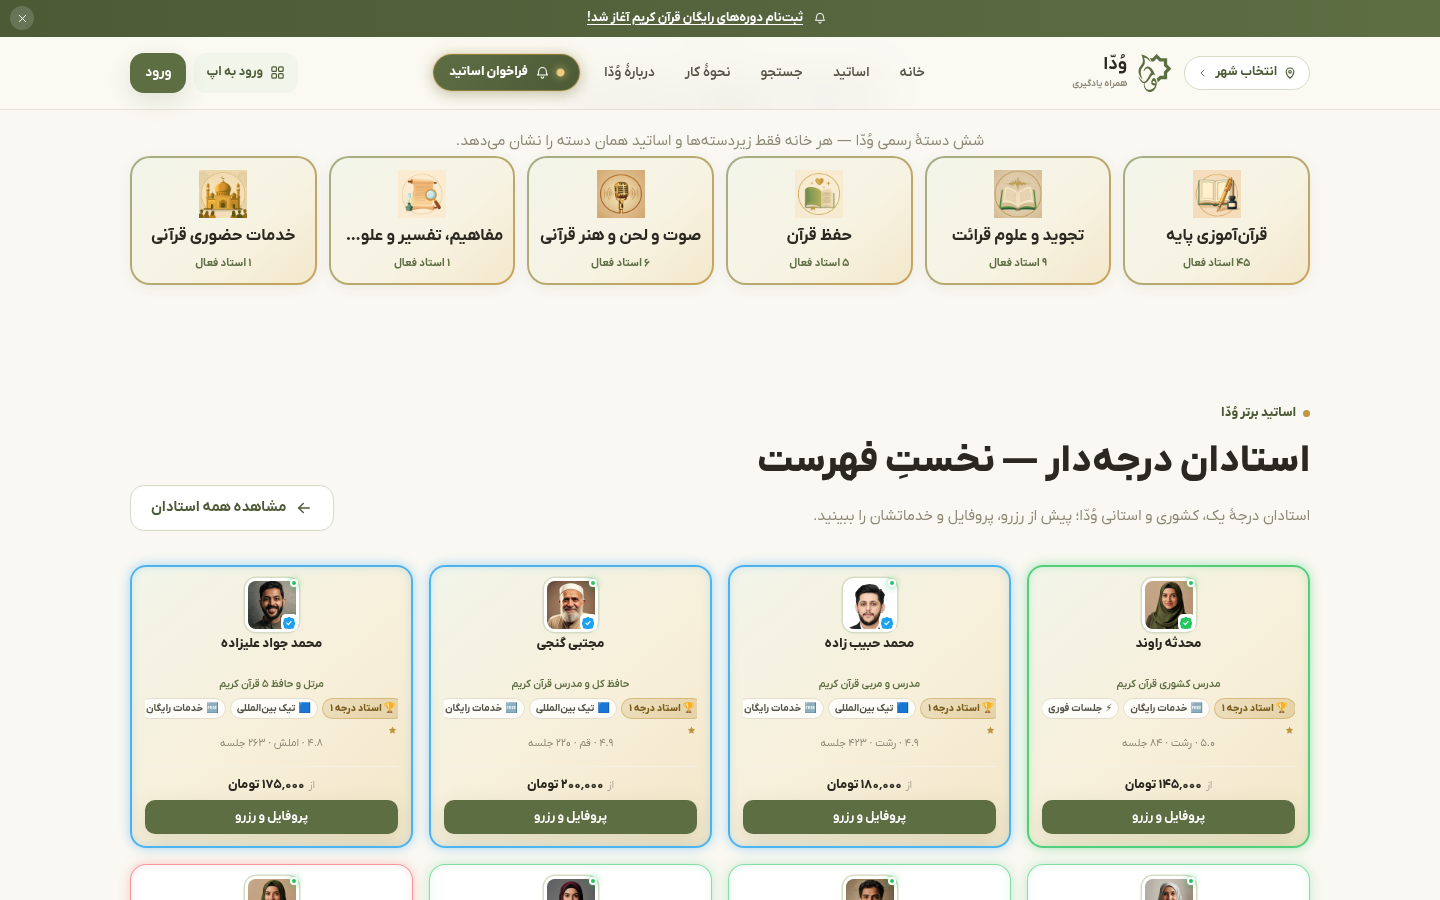 ثبت‌نام دوره‌های رایگان قرآن کریم آغاز شد!
انتخاب شهر
وُدّا
همراه یادگیری
خانه
اساتید
جستجو
نحوهٔ کار
دربارهٔ وُدّا
فراخوان اساتید
ورود به اپ
ورود
شش دستهٔ رسمی وُدّا — هر خانه فقط زیردسته‌ها و اساتید همان دسته را نشان می‌دهد.
قرآن‌آموزی پایه
۴۵ استاد فعال
تجوید و علوم قرائت
۹ استاد فعال
حفظ قرآن
۵ استاد فعال
صوت و لحن و هنر قرآنی
۶ استاد فعال
مفاهیم، تفسیر و علو...
۱ استاد فعال
خدمات حضوری قرآنی
۱ استاد فعال
اساتید برتر وُدّا
استادان درجه‌دار — نخستِ فهرست
استادان درجهٔ یک، کشوری و استانی وُدّا؛ پیش از رزرو، پروفایل و خدماتشان را ببینید.
مشاهده همه استادان
محدثه راوند
مدرس کشوری قرآن کریم
🏆 استاد درجه ۱
🆓 خدمات رایگان
⚡ جلسات فوری
★
۵.۰ · رشت · ۸۴ جلسه
از ۱۴۵,۰۰۰ تومان
پروفایل و رزرو
محمد حبیب زاده
مدرس و مربی قرآن کریم
🏆 استاد درجه ۱
🟦 تیک بین‌المللی
🆓 خدمات رایگان
★
۴.۹ · رشت · ۴۲۳ جلسه
از ۱۸۰,۰۰۰ تومان
پروفایل و رزرو
مجتبی گنجی
حافظ کل و مدرس قرآن کریم
🏆 استاد درجه ۱
🟦 تیک بین‌المللی
🆓 خدمات رایگان
★
۴.۹ · قم · ۲۲۰ جلسه
از ۲۰۰,۰۰۰ تومان
پروفایل و رزرو
محمد جواد علیزاده
مرتل و حافظ ۵ قرآن کریم
🏆 استاد درجه ۱
🟦 تیک بین‌المللی
🆓 خدمات رایگان
★
۴.۸ · املش · ۲۶۳ جلسه
از ۱۷۵,۰۰۰ تومان
پروفایل و رزرو